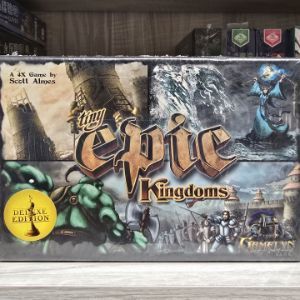 A 4X Game by
Scott Almes
tiny
epic
Kingdoms
DELUXE
EDITION
GAMELYN